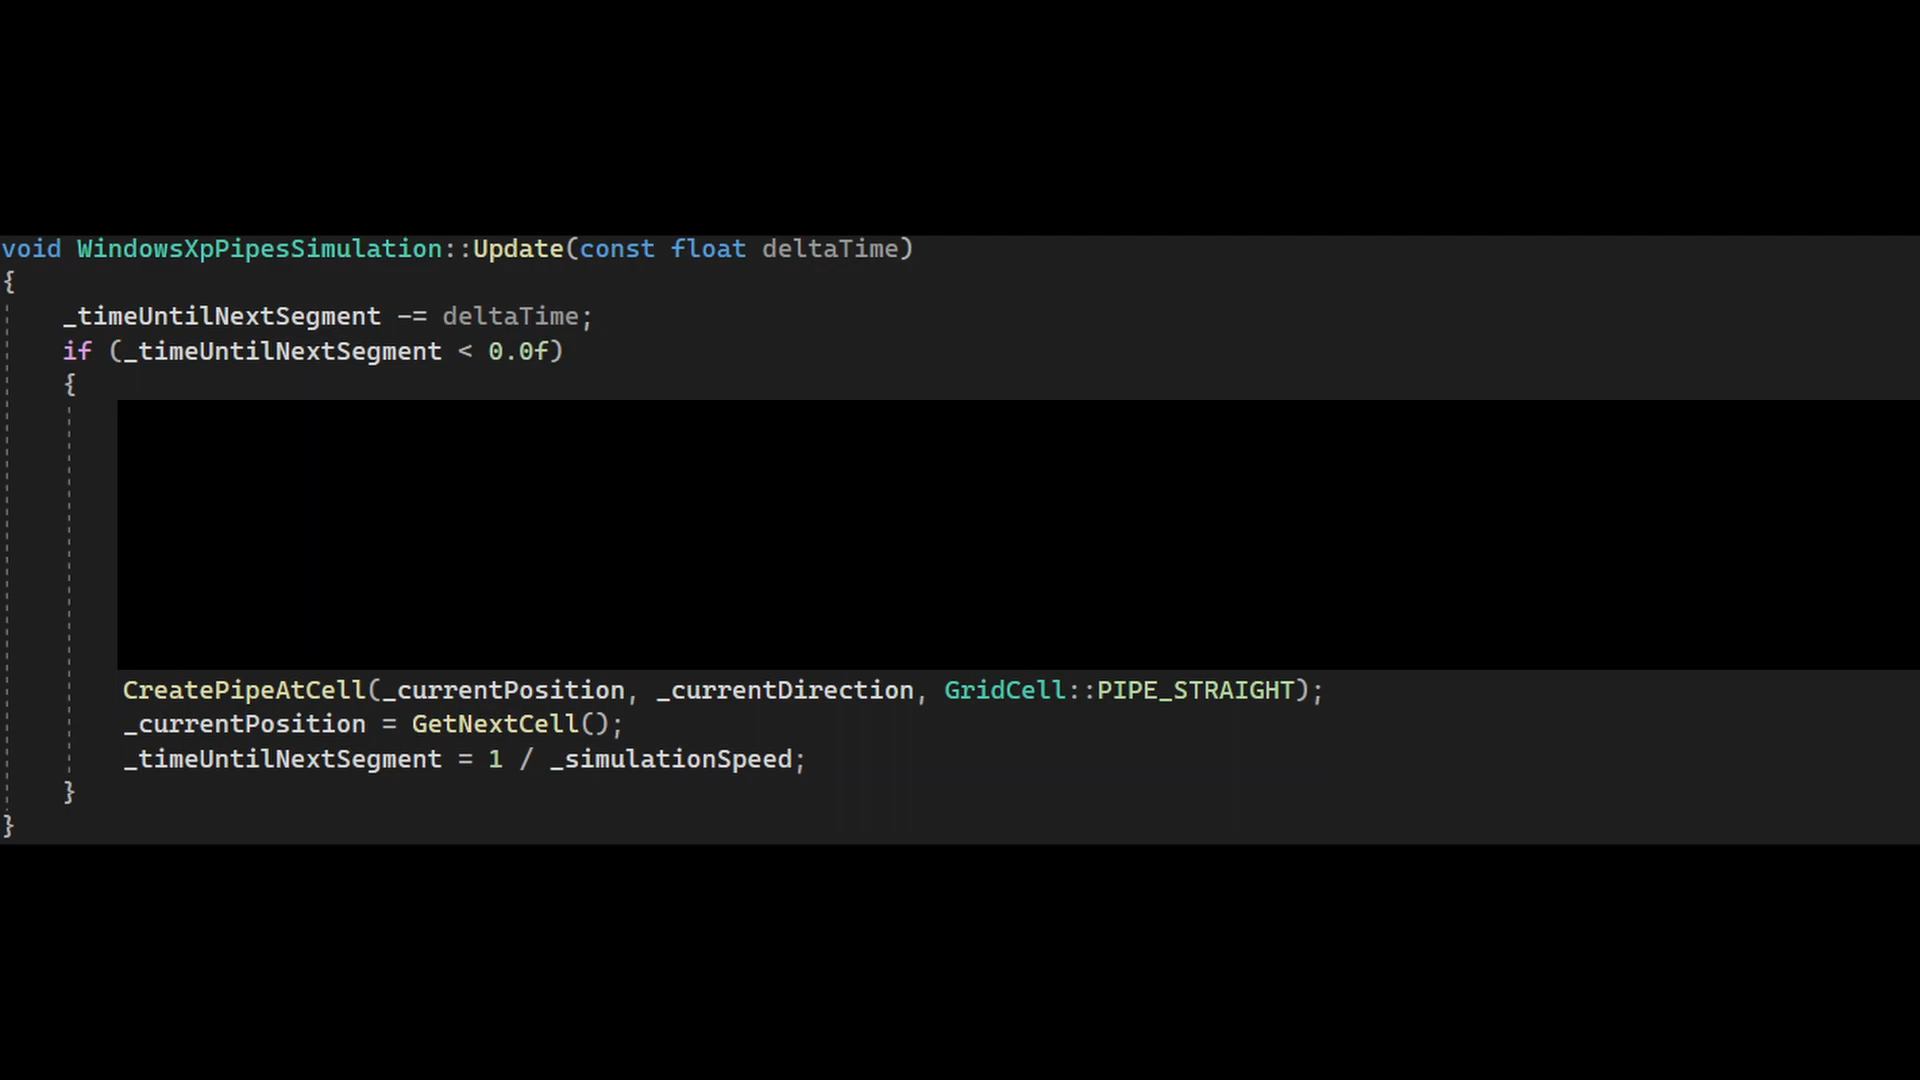 void WindowsXpPipesSimulation::Update(const float deltaTime)
{
    _timeUntilNextSegment -= deltaTime;
    if (_timeUntilNextSegment < 0.0f)
    {
        CreatePipeAtCell(_currentPosition, _currentDirection, GridCell::PIPE_STRAIGHT);
        _currentPosition = GetNextCell();
        _timeUntilNextSegment = 1 / _simulationSpeed;
    }
}